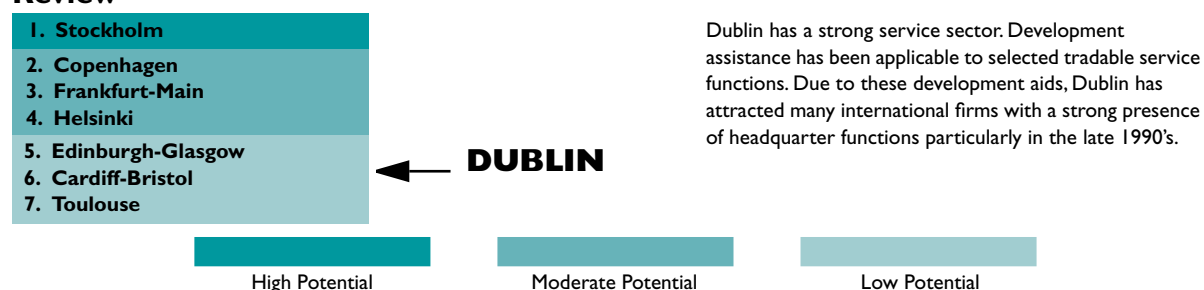 Review
1. Stockholm
2. Copenhagen
3. Frankfurt-Main
4. Helsinki
5. Edinburgh-Glasgow
6. Cardiff-Bristol
7. Toulouse
DUBLIN
Dublin has a strong service sector. Development
assistance has been applicable to selected tradable service
functions. Due to these development aids, Dublin has
attracted many international firms with a strong presence
of headquarter functions particularly in the late 1990's.
High Potential
Moderate Potential
Low Potential